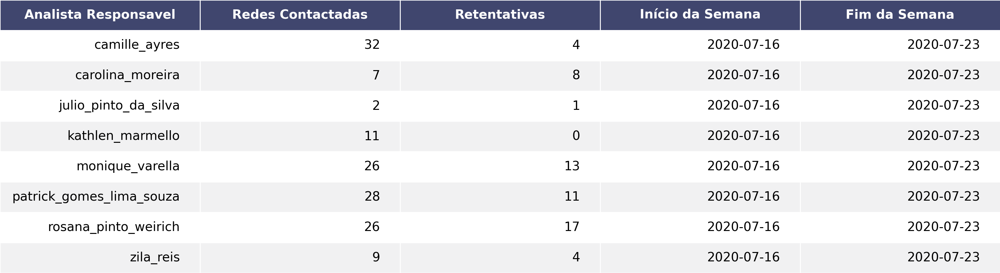 Analista Responsavel Redes Contactadas Retentativas Início da Semana Fim da Semana
camille_ayres 32 4 2020-07-16 2020-07-23
carolina_moreira 7 8 2020-07-16 2020-07-23
julio_pinto_da_silva 2 1 2020-07-16 2020-07-23
kathlen_marmello 11 0 2020-07-16 2020-07-23
monique_varella 26 13 2020-07-16 2020-07-23
patrick_gomes_lima_souza 28 11 2020-07-16 2020-07-23
rosana_pinto_weirich 26 17 2020-07-16 2020-07-23
zila_reis 9 4 2020-07-16 2020-07-23